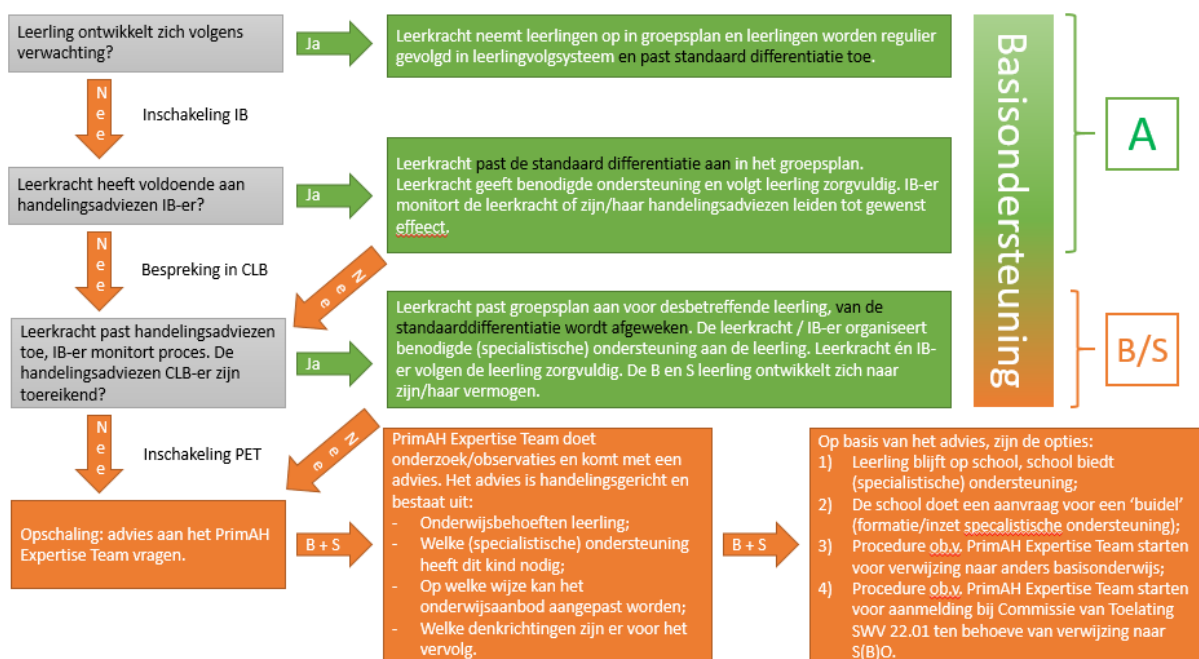 Leerling ontwikkelt zich volgens
verwachting?
Ja
Leerkracht neemt leerlingen op in groepsplan en leerlingen worden regulier
gevolgd in leerlingvolgsysteem en past standaard differentiatie toe.
Nee
Inschakeling IB
Leerkracht heeft voldoende aan
handelingsadviezen IB-er?
Ja
Leerkracht past de standaard differentiatie aan in het groepsplan.
Leerkracht geeft benodigde ondersteuning en volgt leerling zorgvuldig. IB-er
monitort de leerkracht of zijn/haar handelingsadviezen leiden tot gewenst
effeect.
Nee
Bespreking in CLB
Nee
Leerkracht past handelingsadviezen
toe, IB-er monitort proces. De
handelingsadviezen CLB-er zijn
toereikend?
Ja
Leerkracht past groepsplan aan voor desbetreffende leerling, van de
standaarddifferentiatie wordt afgeweken. De leerkracht / IB-er organiseert
benodigde (specialistische) ondersteuning aan de leerling. Leerkracht én IB-
er volgen de leerling zorgvuldig. De B en S leerling ontwikkelt zich naar
zijn/haar vermogen.
Basisondersteuning
A
B/S
Nee
Inschakeling PET
Nee
Opschaling: advies aan het PrimAH
Expertise Team vragen.
B + S
PrimAH Expertise Team doet
onderzoek/observaties en komt met een
advies. Het advies is handelingsgericht en
bestaat uit:
- Onderwijsbehoeften leerling;
- Welke (specialistische) ondersteuning
heeft dit kind nodig;
- Op welke wijze kan het
onderwijsaanbod aangepast worden;
- Welke denkrichtingen zijn er voor het
vervolg.
B + S
Op basis van het advies, zijn de opties:
1) Leerling blijft op school, school biedt
(specialistische) ondersteuning;
2) De school doet een aanvraag voor een ‘buidel’
(formatie/inzet specalistische ondersteuning);
3) Procedure ob.v. PrimAH Expertise Team starten
voor verwijzing naar anders basisonderwijs;
4) Procedure ob.v. PrimAH Expertise Team starten
voor aanmelding bij Commissie van Toelating
SWV 22.01 ten behoeve van verwijzing naar
S(B)O.